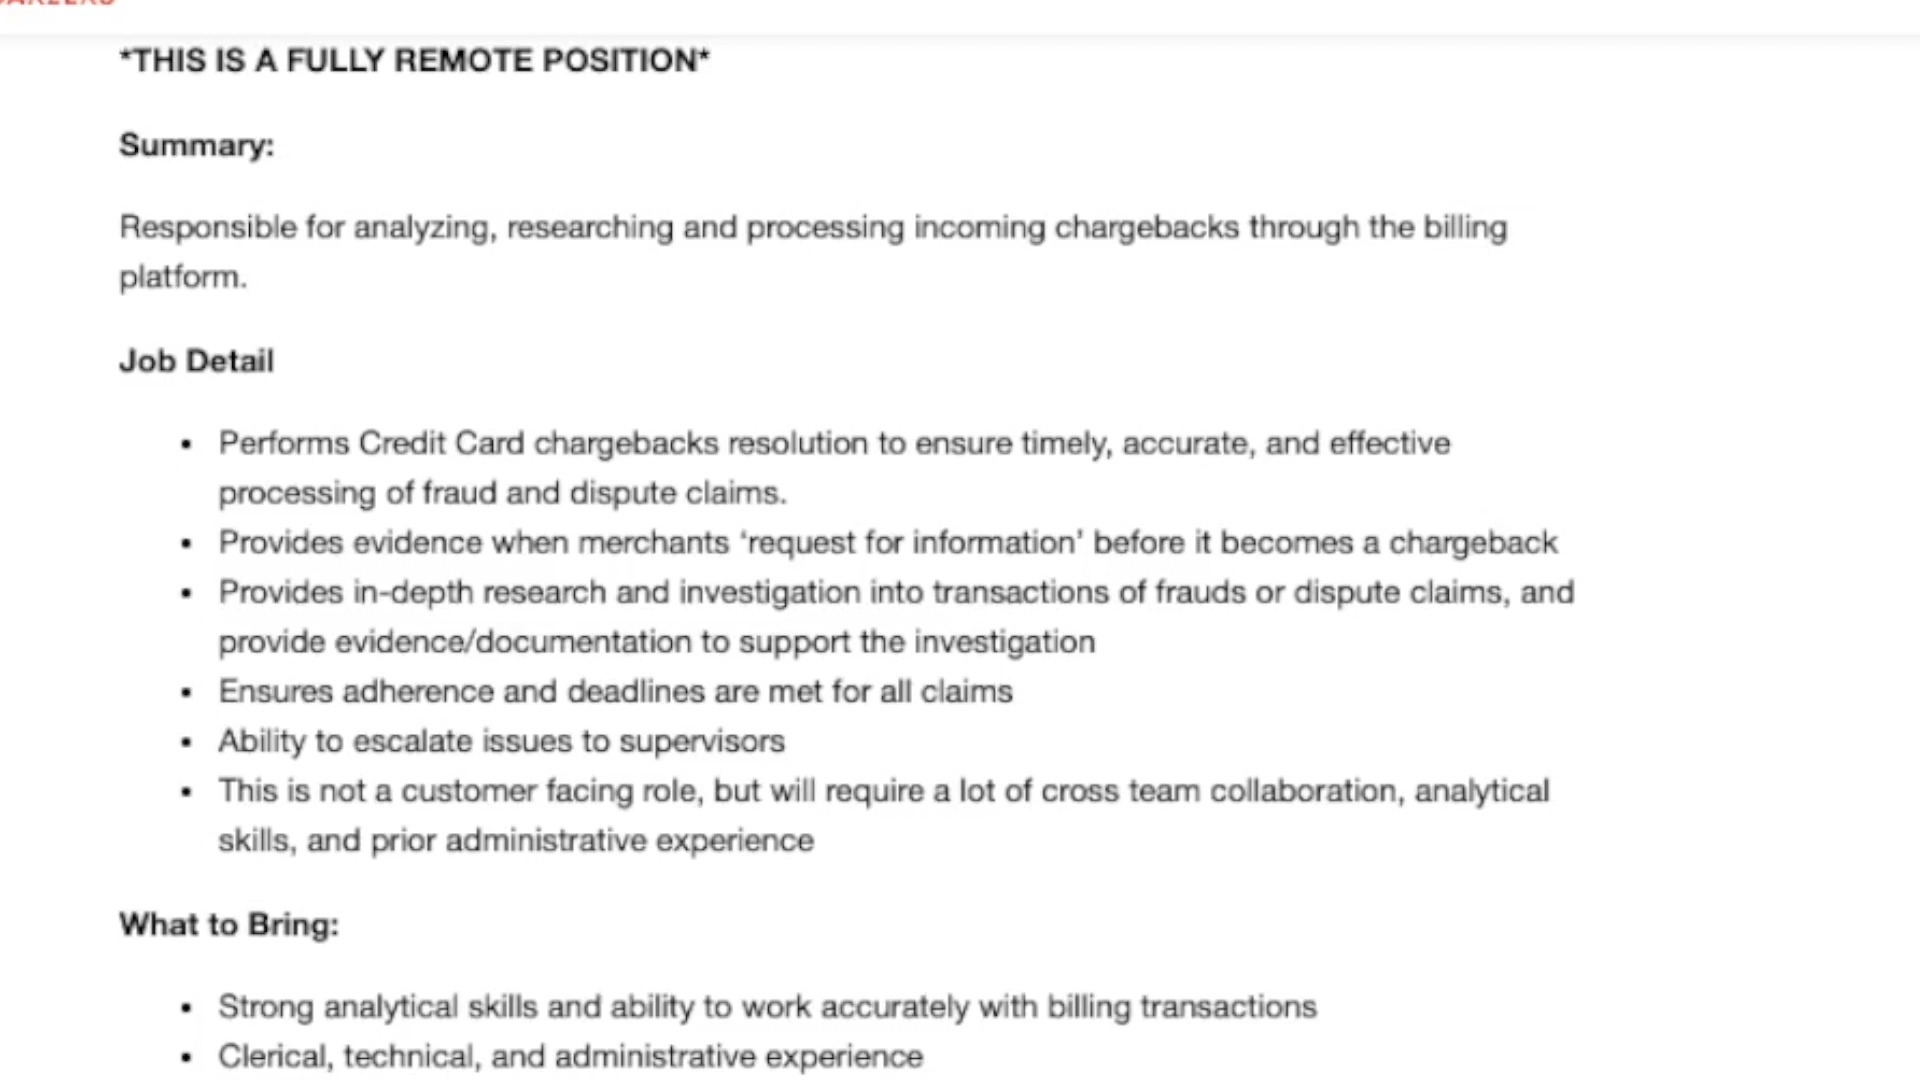 *THIS IS A FULLY REMOTE POSITION*
Summary:
Responsible for analyzing, researching and processing incoming chargebacks through the billing
platform.
Job Detail
• Performs Credit Card chargebacks resolution to ensure timely, accurate, and effective
processing of fraud and dispute claims.
• Provides evidence when merchants ‘request for information’ before it becomes a chargeback
• Provides in-depth research and investigation into transactions of frauds or dispute claims, and
provide evidence/documentation to support the investigation
• Ensures adherence and deadlines are met for all claims
• Ability to escalate issues to supervisors
• This is not a customer facing role, but will require a lot of cross team collaboration, analytical
skills, and prior administrative experience
What to Bring:
• Strong analytical skills and ability to work accurately with billing transactions
• Clerical, technical, and administrative experience